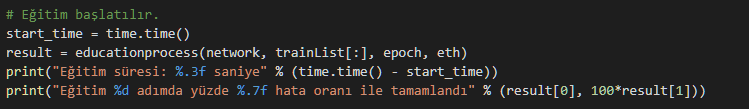 # Eğitim başlatılır.
start_time = time.time()
result = educationprocess(network, trainList[:], epoch, eth)
print("Eğitim süresi: %.3f saniye" % (time.time() - start_time))
print("Eğitim %d adımda yüzde %.7f hata oranı ile tamamlandı" % (result[0], 100*result[1]))